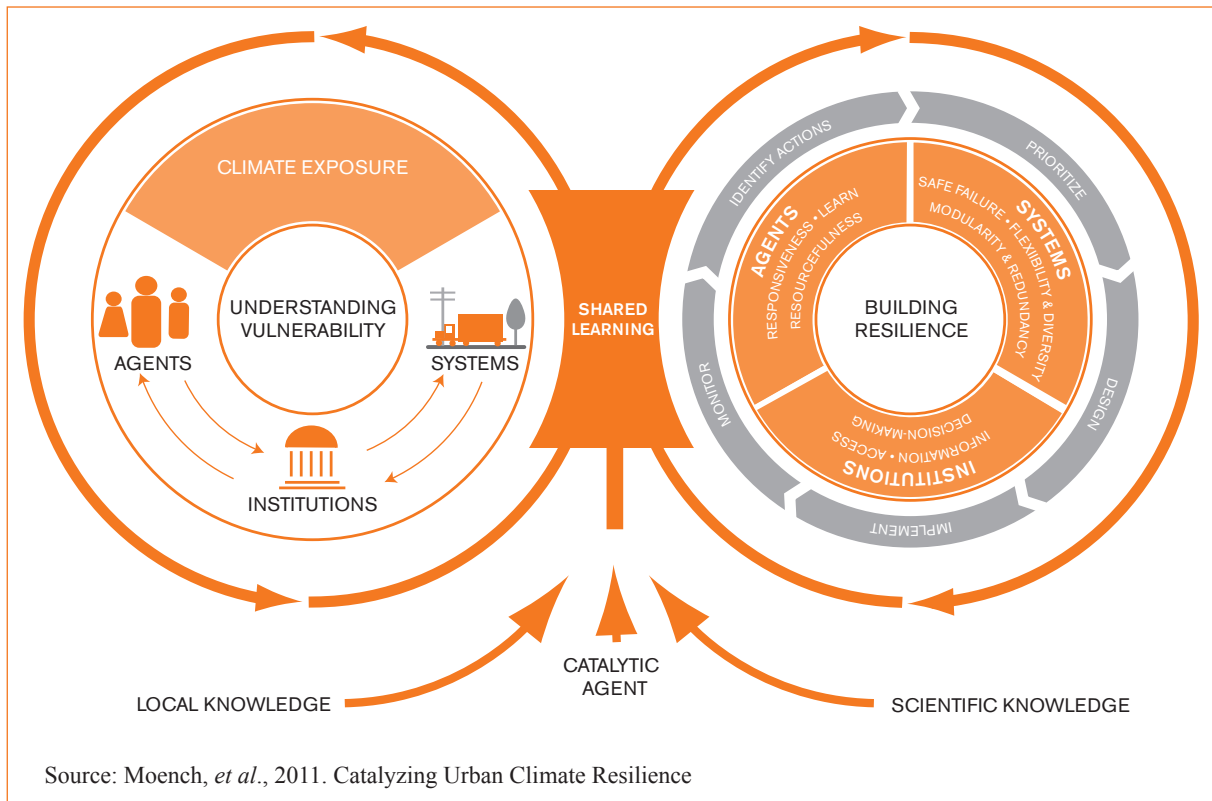 CLIMATE EXPOSURE
UNDERSTANDING
VULNERABILITY
AGENTS
SYSTEMS
INSTITUTIONS
SHARED
LEARNING
IDENTIFY ACTIONS
PRIORITIZE
DESIGN
IMPLEMENT
MONITOR
AGENTS
RESPONSIVENESS • LEARN
RESOURCEFULNESS
SYSTEMS
SAFE FAILURE • FLEXIIBILITY & DIVERSITY
MODULARITY & REDUNDANCY
BUILDING
RESILIENCE
INSTITUTIONS
INFORMATION • ACCESS
DECISION-MAKING
LOCAL KNOWLEDGE
CATALYTIC
AGENT
SCIENTIFIC KNOWLEDGE
Source: Moench, et al., 2011. Catalyzing Urban Climate Resilience